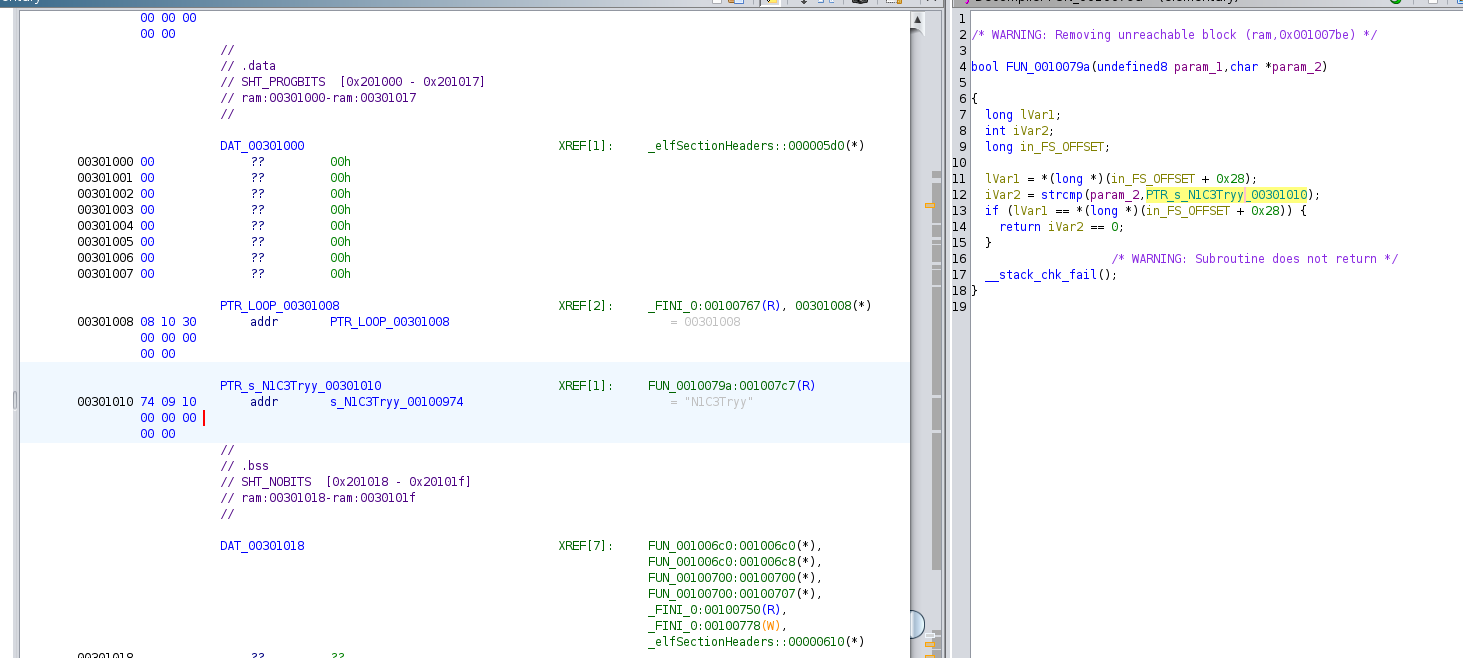 00 00 00
00 00
//
// .data
// SHT_PROGBITS [0x201000 - 0x201017]
// ram:00301000-ram:00301017
//
DAT_00301000 XREF[1]: _elfSectionHeaders::000005d0(*)
00301000 00 ?? 00h
00301001 00 ?? 00h
00301002 00 ?? 00h
00301003 00 ?? 00h
00301004 00 ?? 00h
00301005 00 ?? 00h
00301006 00 ?? 00h
00301007 00 ?? 00h
PTR_LOOP_00301008 XREF[2]: _FINI_0:00100767(R), 00301008(*)
00301008 08 10 30 addr PTR_LOOP_00301008 = 00301008
00 00 00
00 00
PTR_s_N1C3Tryy_00301010 XREF[1]: FUN_0010079a:001007c7(R)
00301010 74 09 10 addr s_N1C3Tryy_00100974 = "N1C3Tryy"
00 00 00
00 00
//
// .bss
// SHT_NOBITS [0x201018 - 0x20101f]
// ram:00301018-ram:0030101f
//
DAT_00301018 XREF[7]: FUN_001006c0:001006c0(*),
FUN_001006c0:001006c8(*),
FUN_00100700:00100700(*),
FUN_00100700:00100707(*),
_FINI_0:00100750(R),
_FINI_0:00100778(W),
_elfSectionHeaders::00000610(*)
00301018 ?? ??
1
2 /* WARNING: Removing unreachable block (ram,0x001007be) */
3
4 bool FUN_0010079a(undefined8 param_1,char *param_2)
5
6 {
7 long lVar1;
8 int iVar2;
9 long in_FS_OFFSET;
10
11 lVar1 = *(long *)(in_FS_OFFSET + 0x28);
12 iVar2 = strcmp(param_2,PTR_s_N1C3Tryy_00301010);
13 if (lVar1 == *(long *)(in_FS_OFFSET + 0x28)) {
14 return iVar2 == 0;
15 }
16 /* WARNING: Subroutine does not return */
17 __stack_chk_fail();
18 }
19